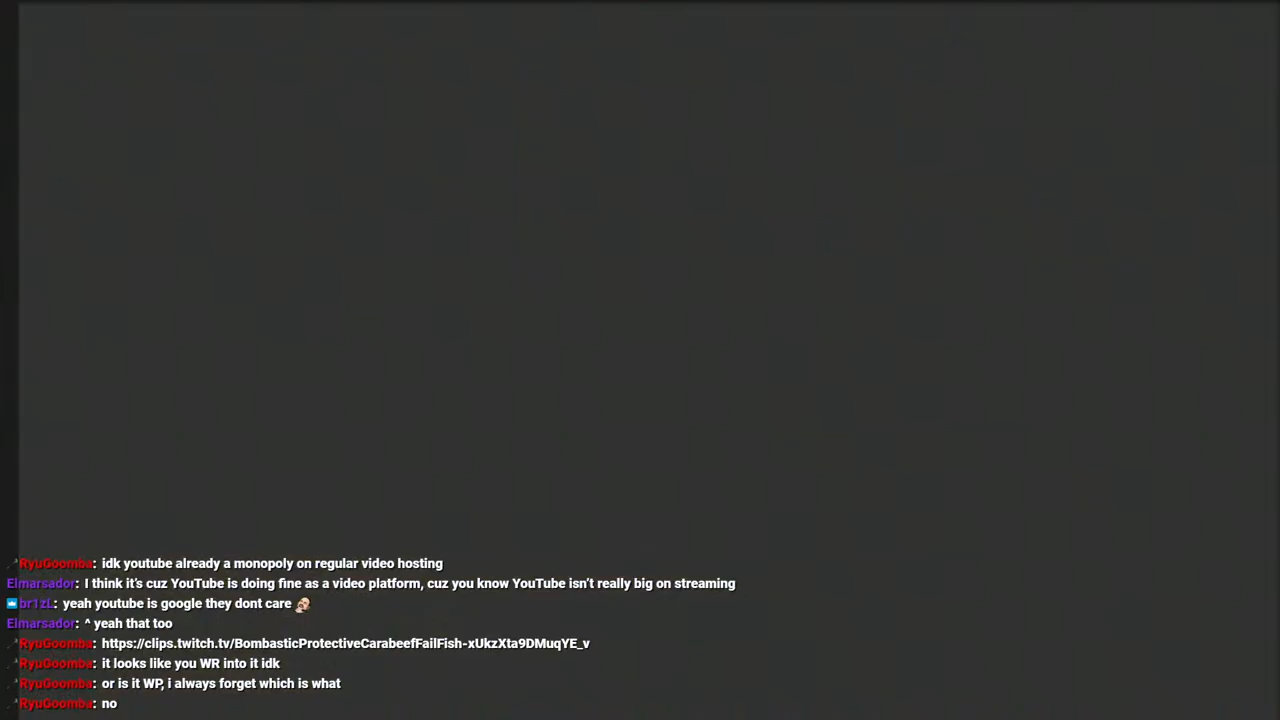 RyuGoomba: idk youtube already a monopoly on regular video hosting
Elmarsador: I think it’s cuz YouTube is doing fine as a video platform, cuz you know YouTube isn’t really big on streaming
br1zL: yeah youtube is google they dont care
Elmarsador: ^ yeah that too
RyuGoomba: https://clips.twitch.tv/BombasticProtectiveCarabeefFailFish-xUkzXta9DMuqYE_v
RyuGoomba: it looks like you WR into it idk
RyuGoomba: or is it WP, i always forget which is what
RyuGoomba: no